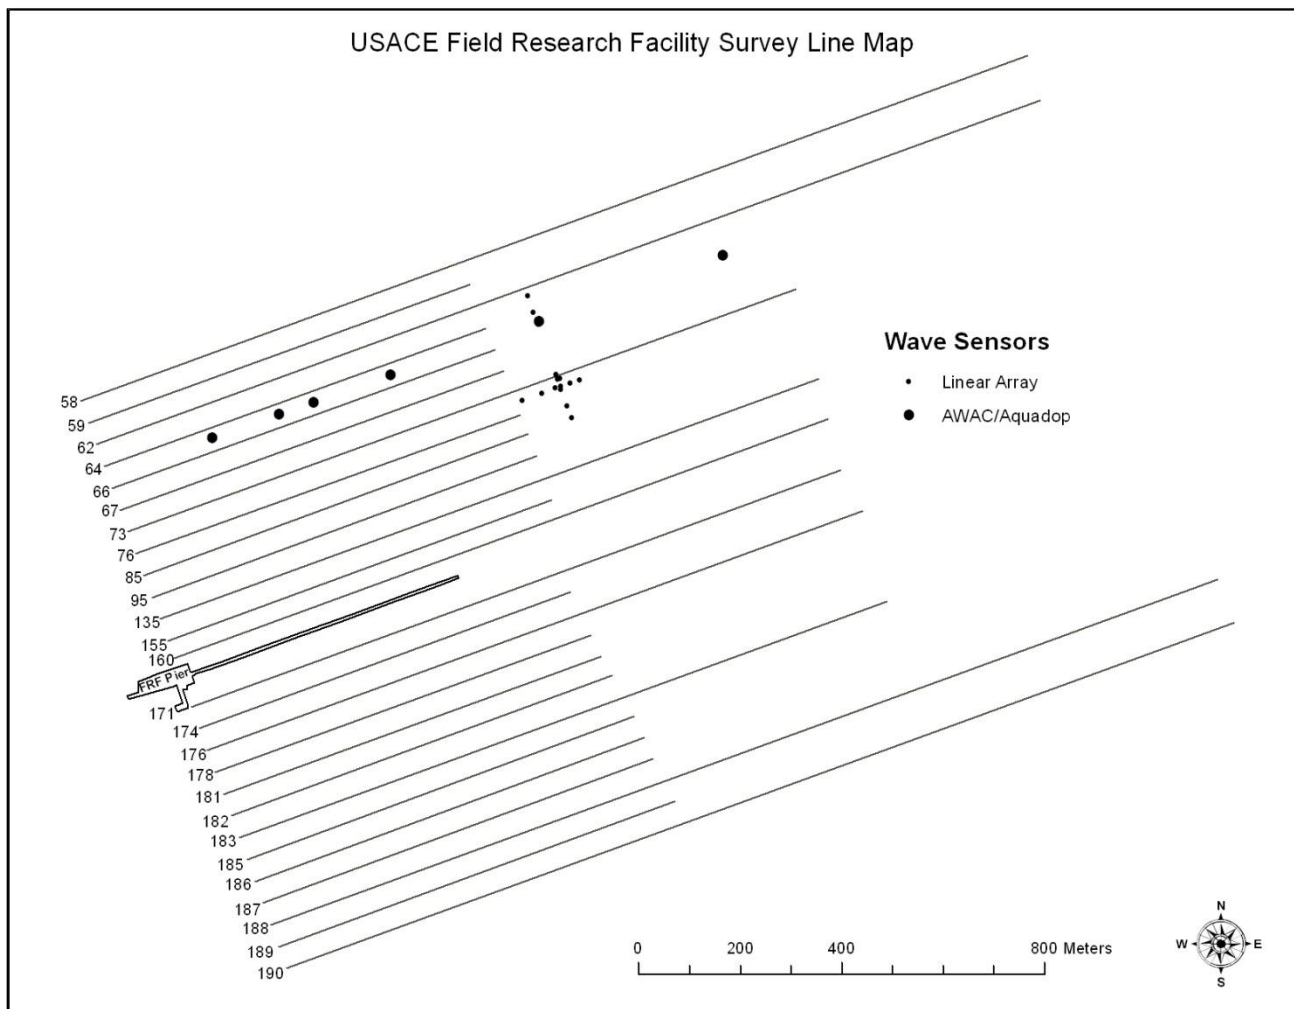 USACE Field Research Facility Survey Line Map
58
59
62
64
66
67
73
76
85
95
135
155
160
FRF Pier
171
174
176
178
181
182
183
185
186
187
188
189
190
Wave Sensors
Linear Array
AWAC/Aquadop
0 200 400 800 Meters
N
W E
S